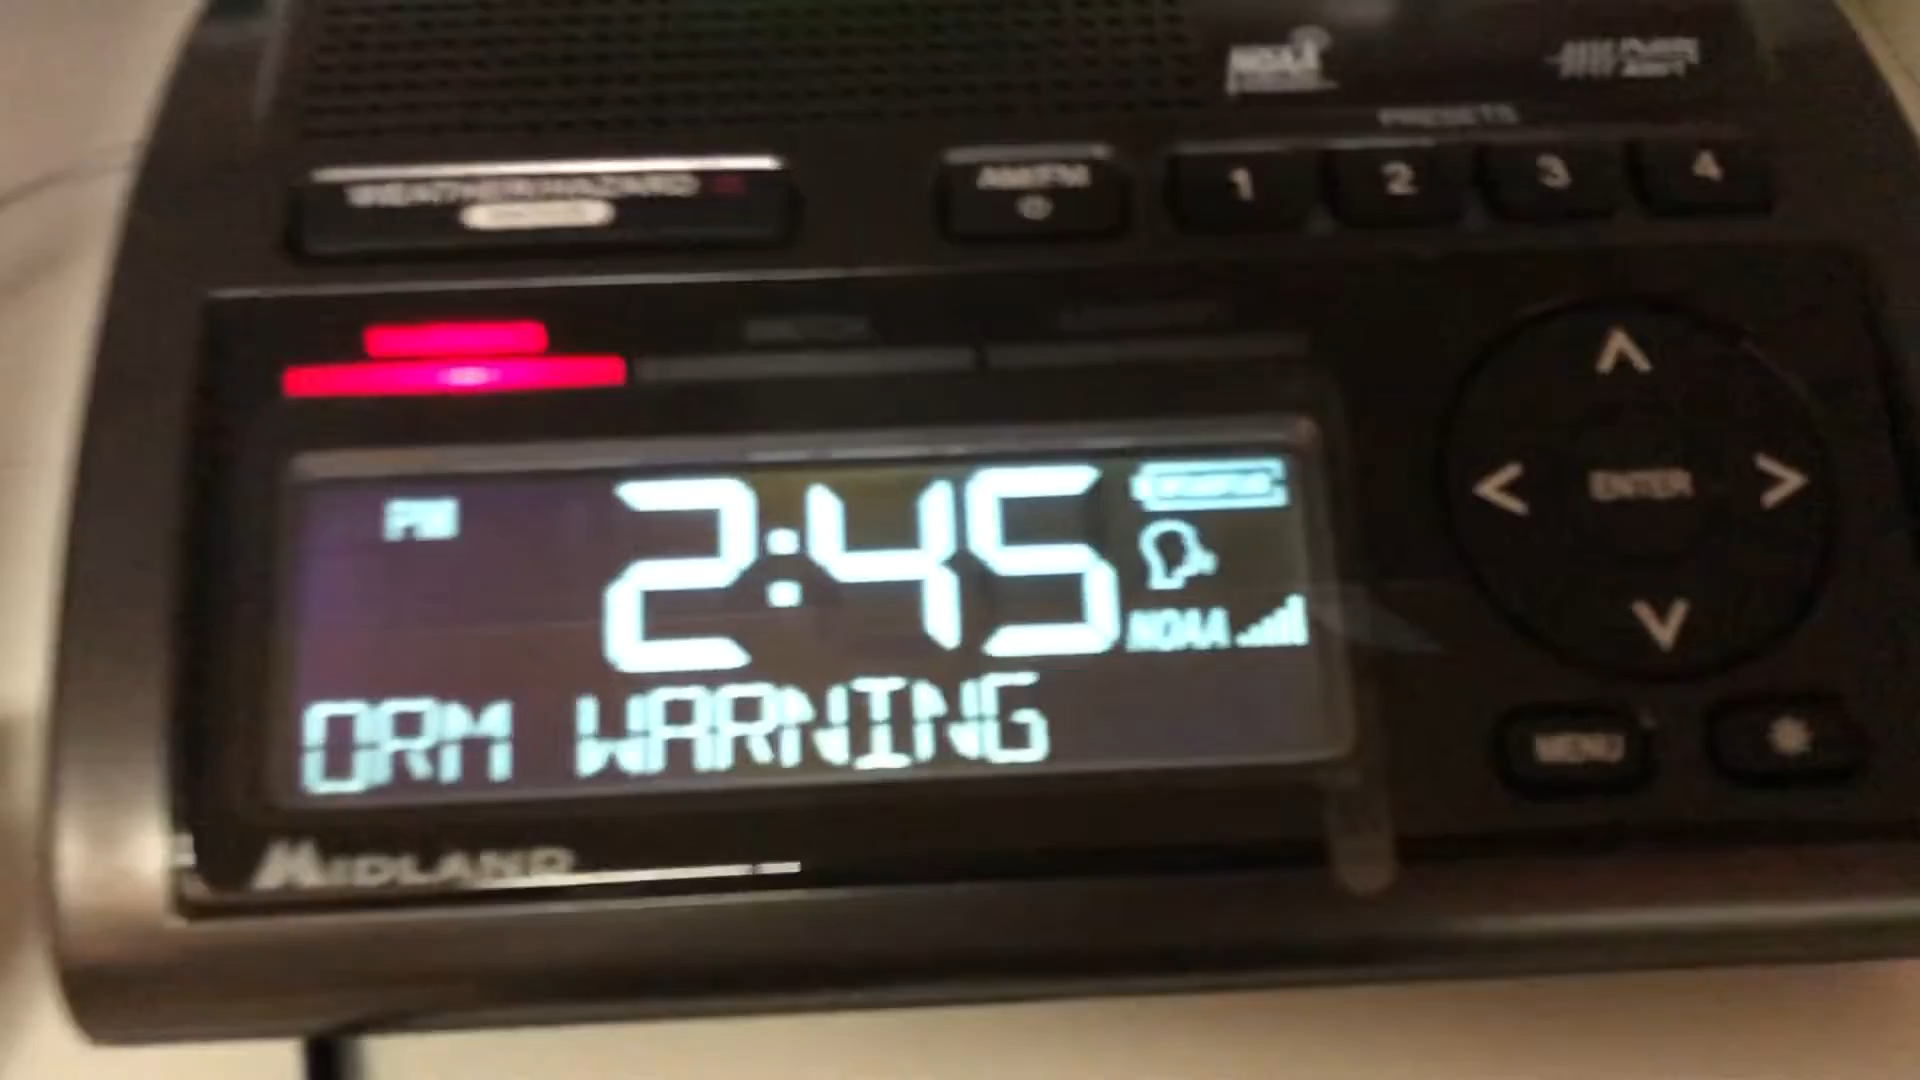 NOAA
PRESETS
WEATHER/HAZARD
AM/FM
1
2
3
4
PM
2:45
NOAA
ORM WARNING
ENTER
MENU
MIDLAND